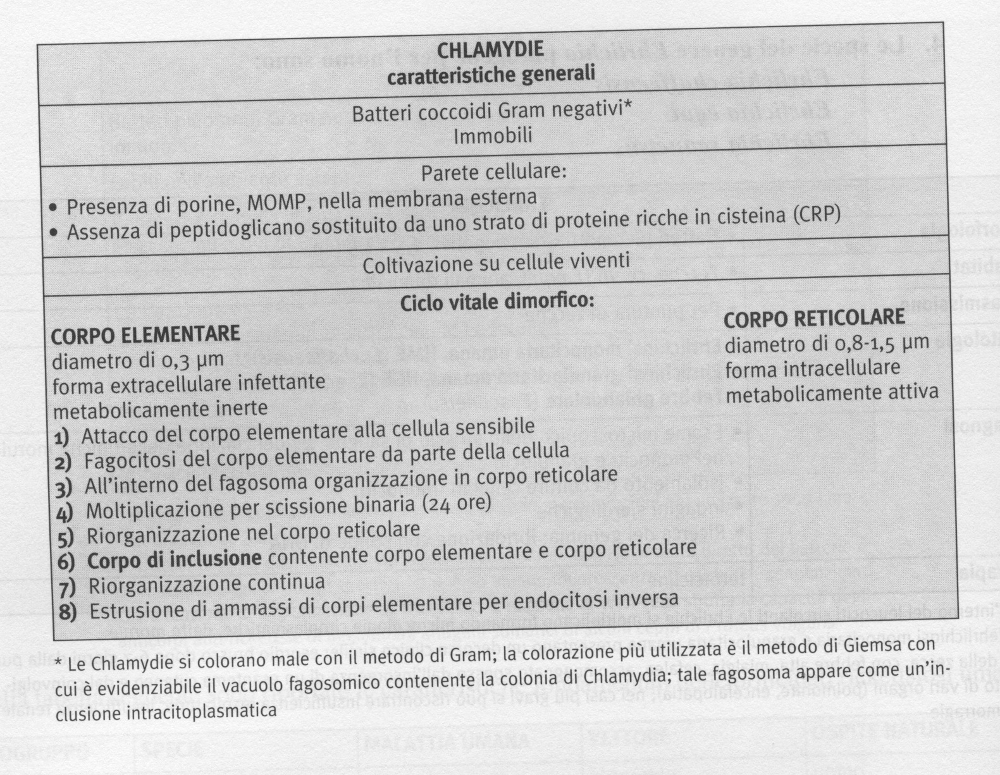 CHLAMYDIE
caratteristiche generali
Batteri coccoidi Gram negativi*
Immobili
Parete cellulare:
• Presenza di porine, MOMP, nella membrana esterna
• Assenza di peptidoglicano sostituito da uno strato di proteine ricche in cisteina (CRP)
Coltivazione su cellule viventi
Ciclo vitale dimorfico:
CORPO ELEMENTARE
diametro di 0,3 µm
forma extracellulare infettante
metabolicamente inerte
CORPO RETICOLARE
diametro di 0,8-1,5 µm
forma intracellulare
metabolicamente attiva
1) Attacco del corpo elementare alla cellula sensibile
2) Fagocitosi del corpo elementare da parte della cellula
3) All'interno del fagosoma organizzazione in corpo reticolare
4) Moltiplicazione per scissione binaria (24 ore)
5) Riorganizzazione nel corpo reticolare
6) Corpo di inclusione contenente corpo elementare e corpo reticolare
7) Riorganizzazione continua
8) Estrusione di ammassi di corpi elementare per endocitosi inversa
* Le Chlamydie si colorano male con il metodo di Gram; la colorazione più utilizzata è il metodo di Giemsa con
cui è evidenziabile il vacuolo fagosomico contenente la colonia di Chlamydia; tale fagosoma appare come un'in-
clusione intracitoplasmatica